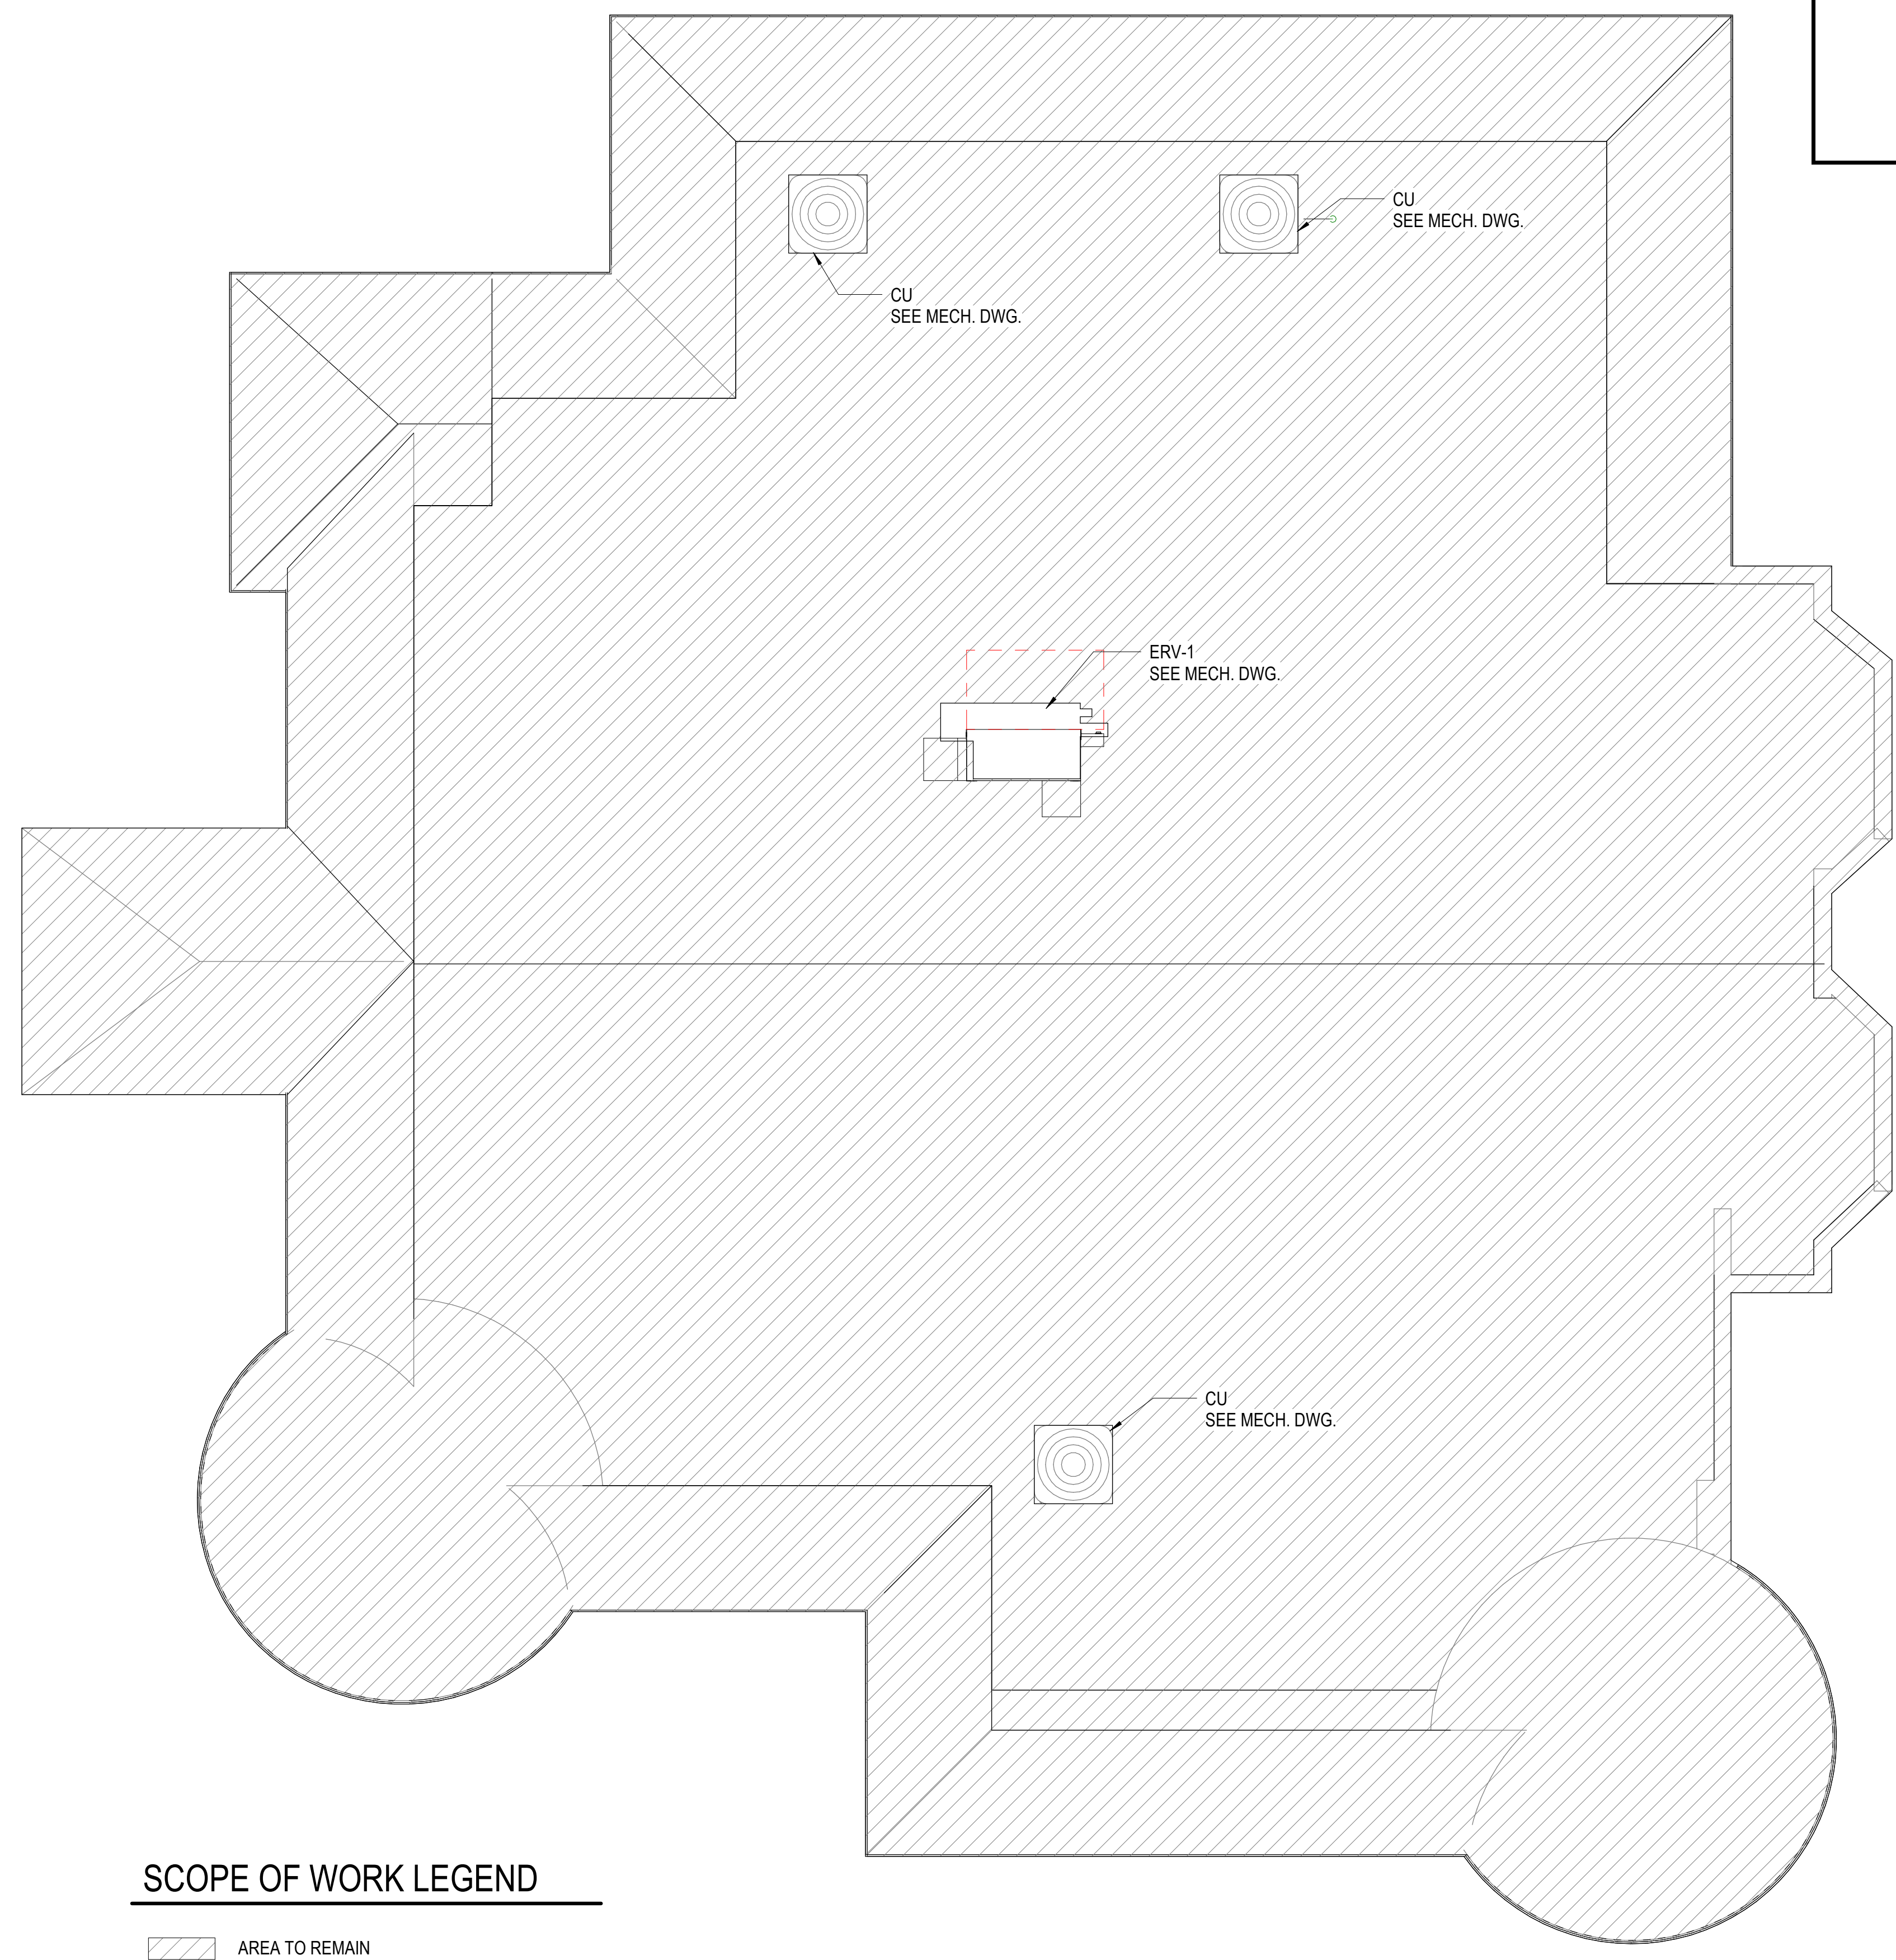 CU
SEE MECH. DWG.
CU
SEE MECH. DWG.
ERV-1
SEE MECH. DWG.
CU
SEE MECH. DWG.
SCOPE OF WORK LEGEND
AREA TO REMAIN